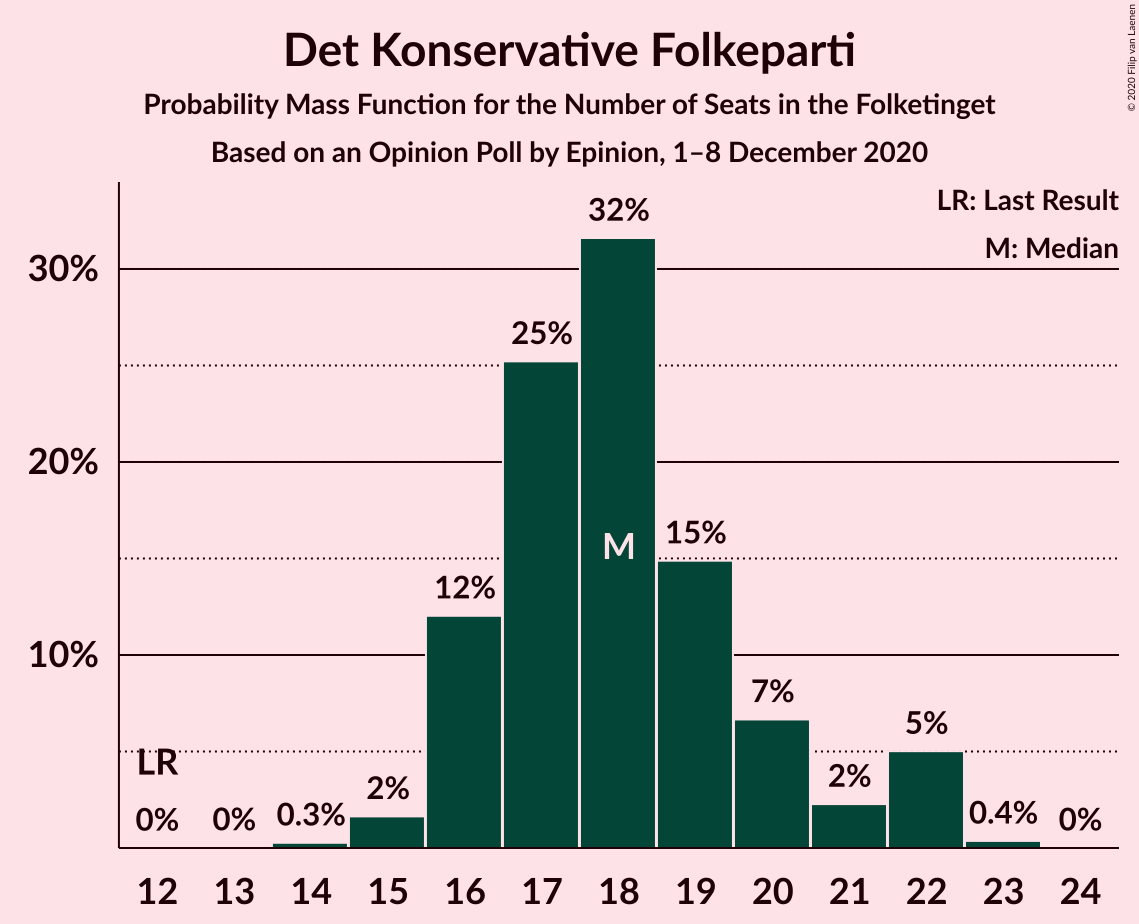 Det Konservative Folkeparti
Probability Mass Function for the Number of Seats in the Folketinget
Based on an Opinion Poll by Epinion, 1–8 December 2020
© 2020 Filip van Laenen
LR: Last Result
M: Median
30%
20%
10%
LR
0%
0%
0.3%
2%
12%
25%
32%
M
15%
7%
2%
5%
0.4%
0%
12 13 14 15 16 17 18 19 20 21 22 23 24